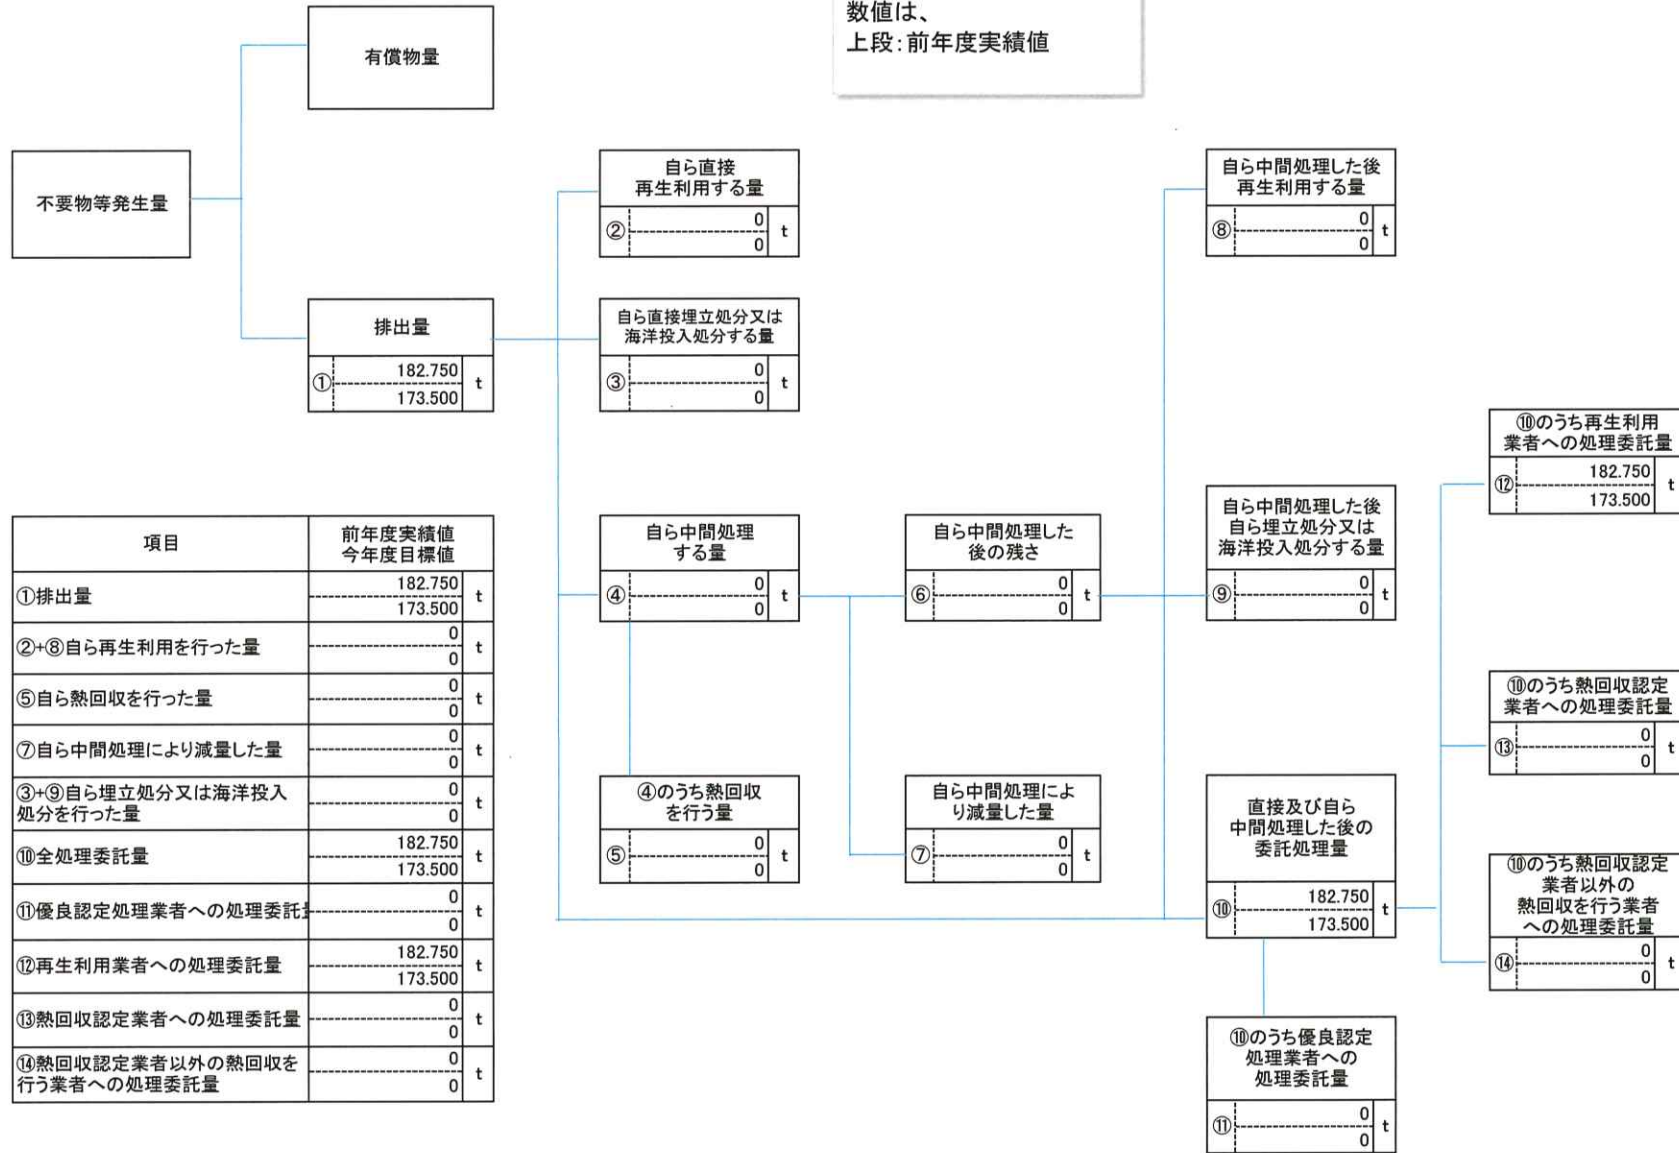 数値は、
上段：前年度実績値
有償物量
不要物等発生量
排出量
① 182.750 t
173.500
自ら直接
再生利用する量
② 0 t
0
自ら直接埋立処分又は
海洋投入処分する量
③ 0 t
0
自ら中間処理
する量
④ 0 t
0
④のうち熱回収
を行う量
⑤ 0 t
0
自ら中間処理した
後の残さ
⑥ 0 t
0
自ら中間処理によ
り減量した量
⑦ 0 t
0
自ら中間処理した後
再生利用する量
⑧ 0 t
0
自ら中間処理した後
自ら埋立処分又は
海洋投入処分する量
⑨ 0 t
0
直接及び自ら
中間処理した後の
委託処理量
⑩ 182.750 t
173.500
⑩のうち優良認定
処理業者への
処理委託量
⑪ 0 t
0
⑩のうち再生利用
業者への処理委託量
⑫ 182.750 t
173.500
⑩のうち熱回収認定
業者への処理委託量
⑬ 0 t
0
⑩のうち熱回収認定
業者以外の
熱回収を行う業者
への処理委託量
⑭ 0 t
0
項目 前年度実績値
今年度目標値
①排出量 182.750 t
173.500
②+⑧自ら再生利用を行った量 0 t
0
⑤自ら熱回収を行った量 0 t
0
⑦自ら中間処理により減量した量 0 t
0
③+⑨自ら埋立処分又は海洋投入
処分を行った量 0 t
0
⑩全処理委託量 182.750 t
173.500
⑪優良認定処理業者への処理委託 0 t
0
⑫再生利用業者への処理委託量 182.750 t
173.500
⑬熱回収認定業者への処理委託量 0 t
0
⑭熱回収認定業者以外の熱回収を
行う業者への処理委託量 0 t
0